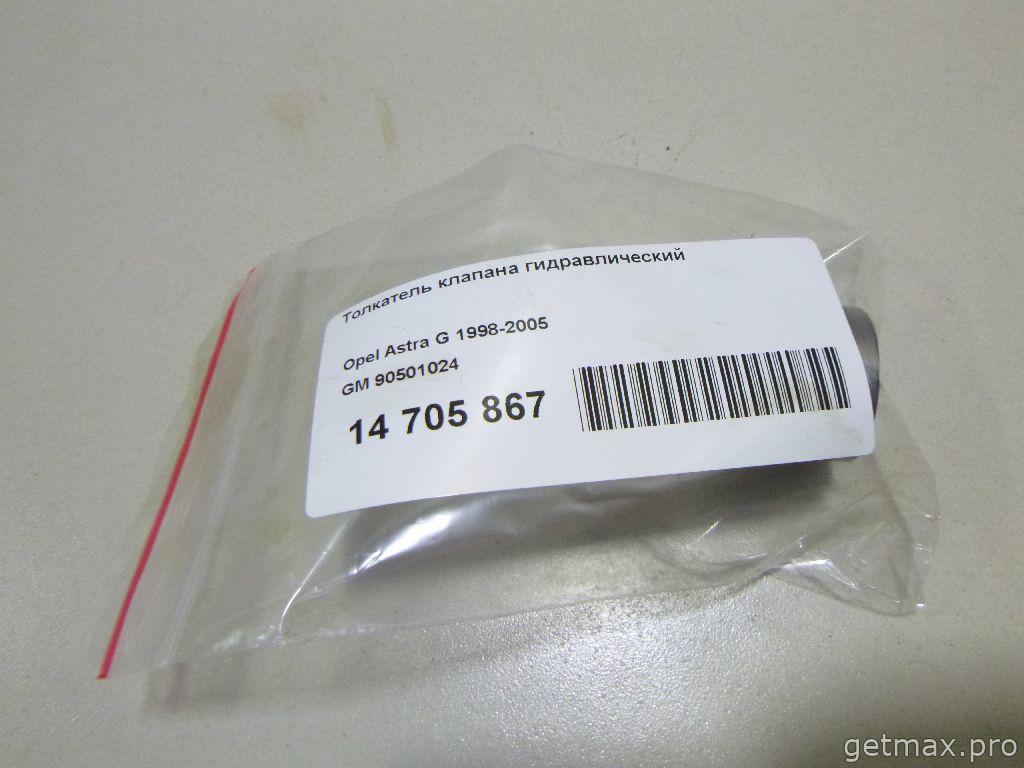 Толкатель клапана гидравлический
Opel Astra G 1998-2005
GM 90501024
14 705 867
getmax.pro